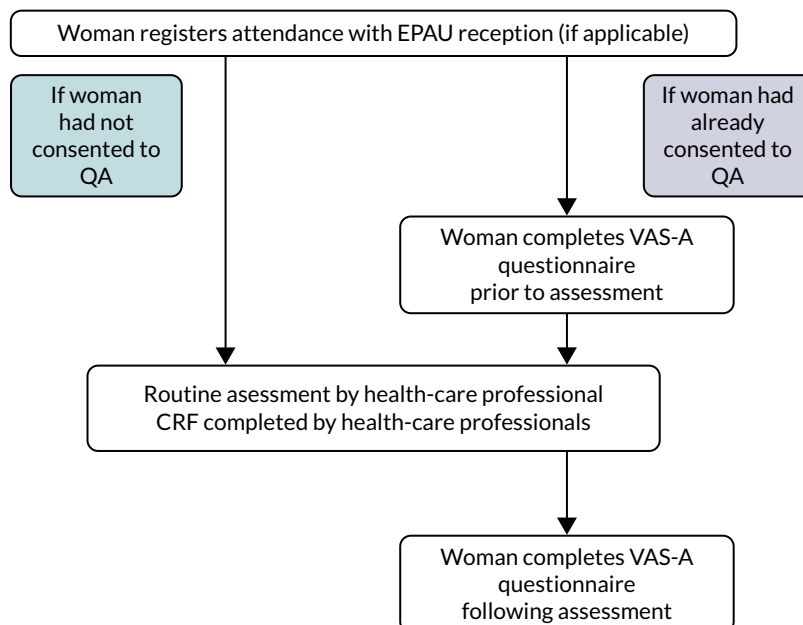 Woman registers attendance with EPAU reception (if applicable)
If woman
had not
consented to
QA
If woman had
already
consented to
QA
Woman completes VAS-A
questionnaire
prior to assessment
Routine asessment by health-care professional
CRF completed by health-care professionals
Woman completes VAS-A
questionnaire
following assessment